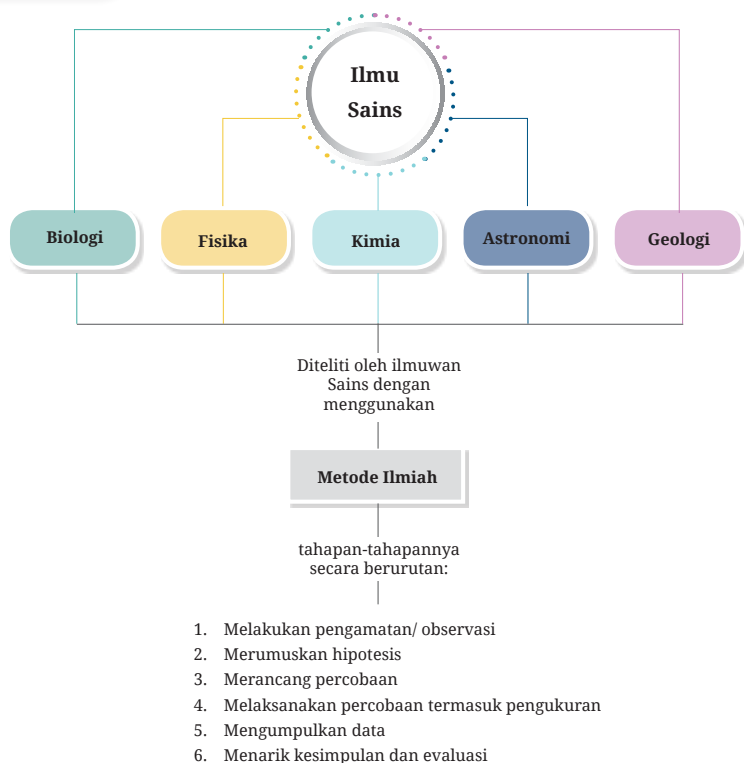 Ilmu
Sains
Biologi
Fisika
Kimia
Astronomi
Geologi
Diteliti oleh ilmuwan
Sains dengan
menggunakan
Metode Ilmiah
tahapan-tahapannya
secara berurutan:
1. Melakukan pengamatan/ observasi
2. Merumuskan hipotesis
3. Merancang percobaan
4. Melaksanakan percobaan termasuk pengukuran
5. Mengumpulkan data
6. Menarik kesimpulan dan evaluasi